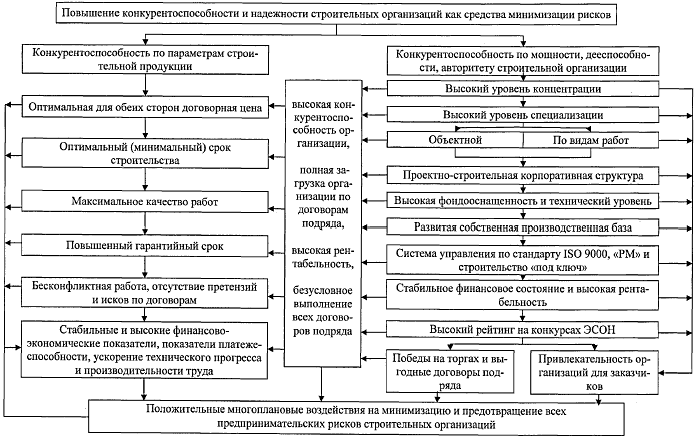 Повышение конкурентоспособности и надежности строительных организаций как средства минимизации рисков
Конкурентоспособность по параметрам строи-
тельной продукции
Оптимальная для обеих сторон договорная цена
Оптимальный (минимальный) срок
строительства
Максимальное качество работ
Повышенный гарантийный срок
Бесконфликтная работа, отсутствие претензий
и исков по договорам
Стабильные и высокие финансово-
экономические показатели, показатели платеже-
способности, ускорение технического прогресса
и производительности труда
высокая кон-
курентоспо-
собность ор-
ганизации,
полная за-
грузка орга-
низации по
договорам
подряда,
высокая рен-
табельность,
безусловное
выполнение
всех догово-
ров подряда
Конкурентоспособность по мощности, дееспособно-
сти, авторитету строительной организации
Высокий уровень концентрации
Высокий уровень специализации
Объектной
По видам работ
Проектно-строительная корпоративная структура
Высокая фондооснащенность и технический уровень
Развитая собственная производственная база
Система управления по стандарту ISO 9000, «РМ» и
строительство «под ключ»
Стабильное финансовое состояние и высокая рента-
бельность
Высокий рейтинг на конкурсах ЭСОН
Победы на торгах и вы-
годные договоры под-
ряда
Привлекательность ор-
ганизаций для заказчи-
ков
Положительные многоплановые воздействия на минимизацию и предотвращение всех
предпринимательских рисков строительных организаций